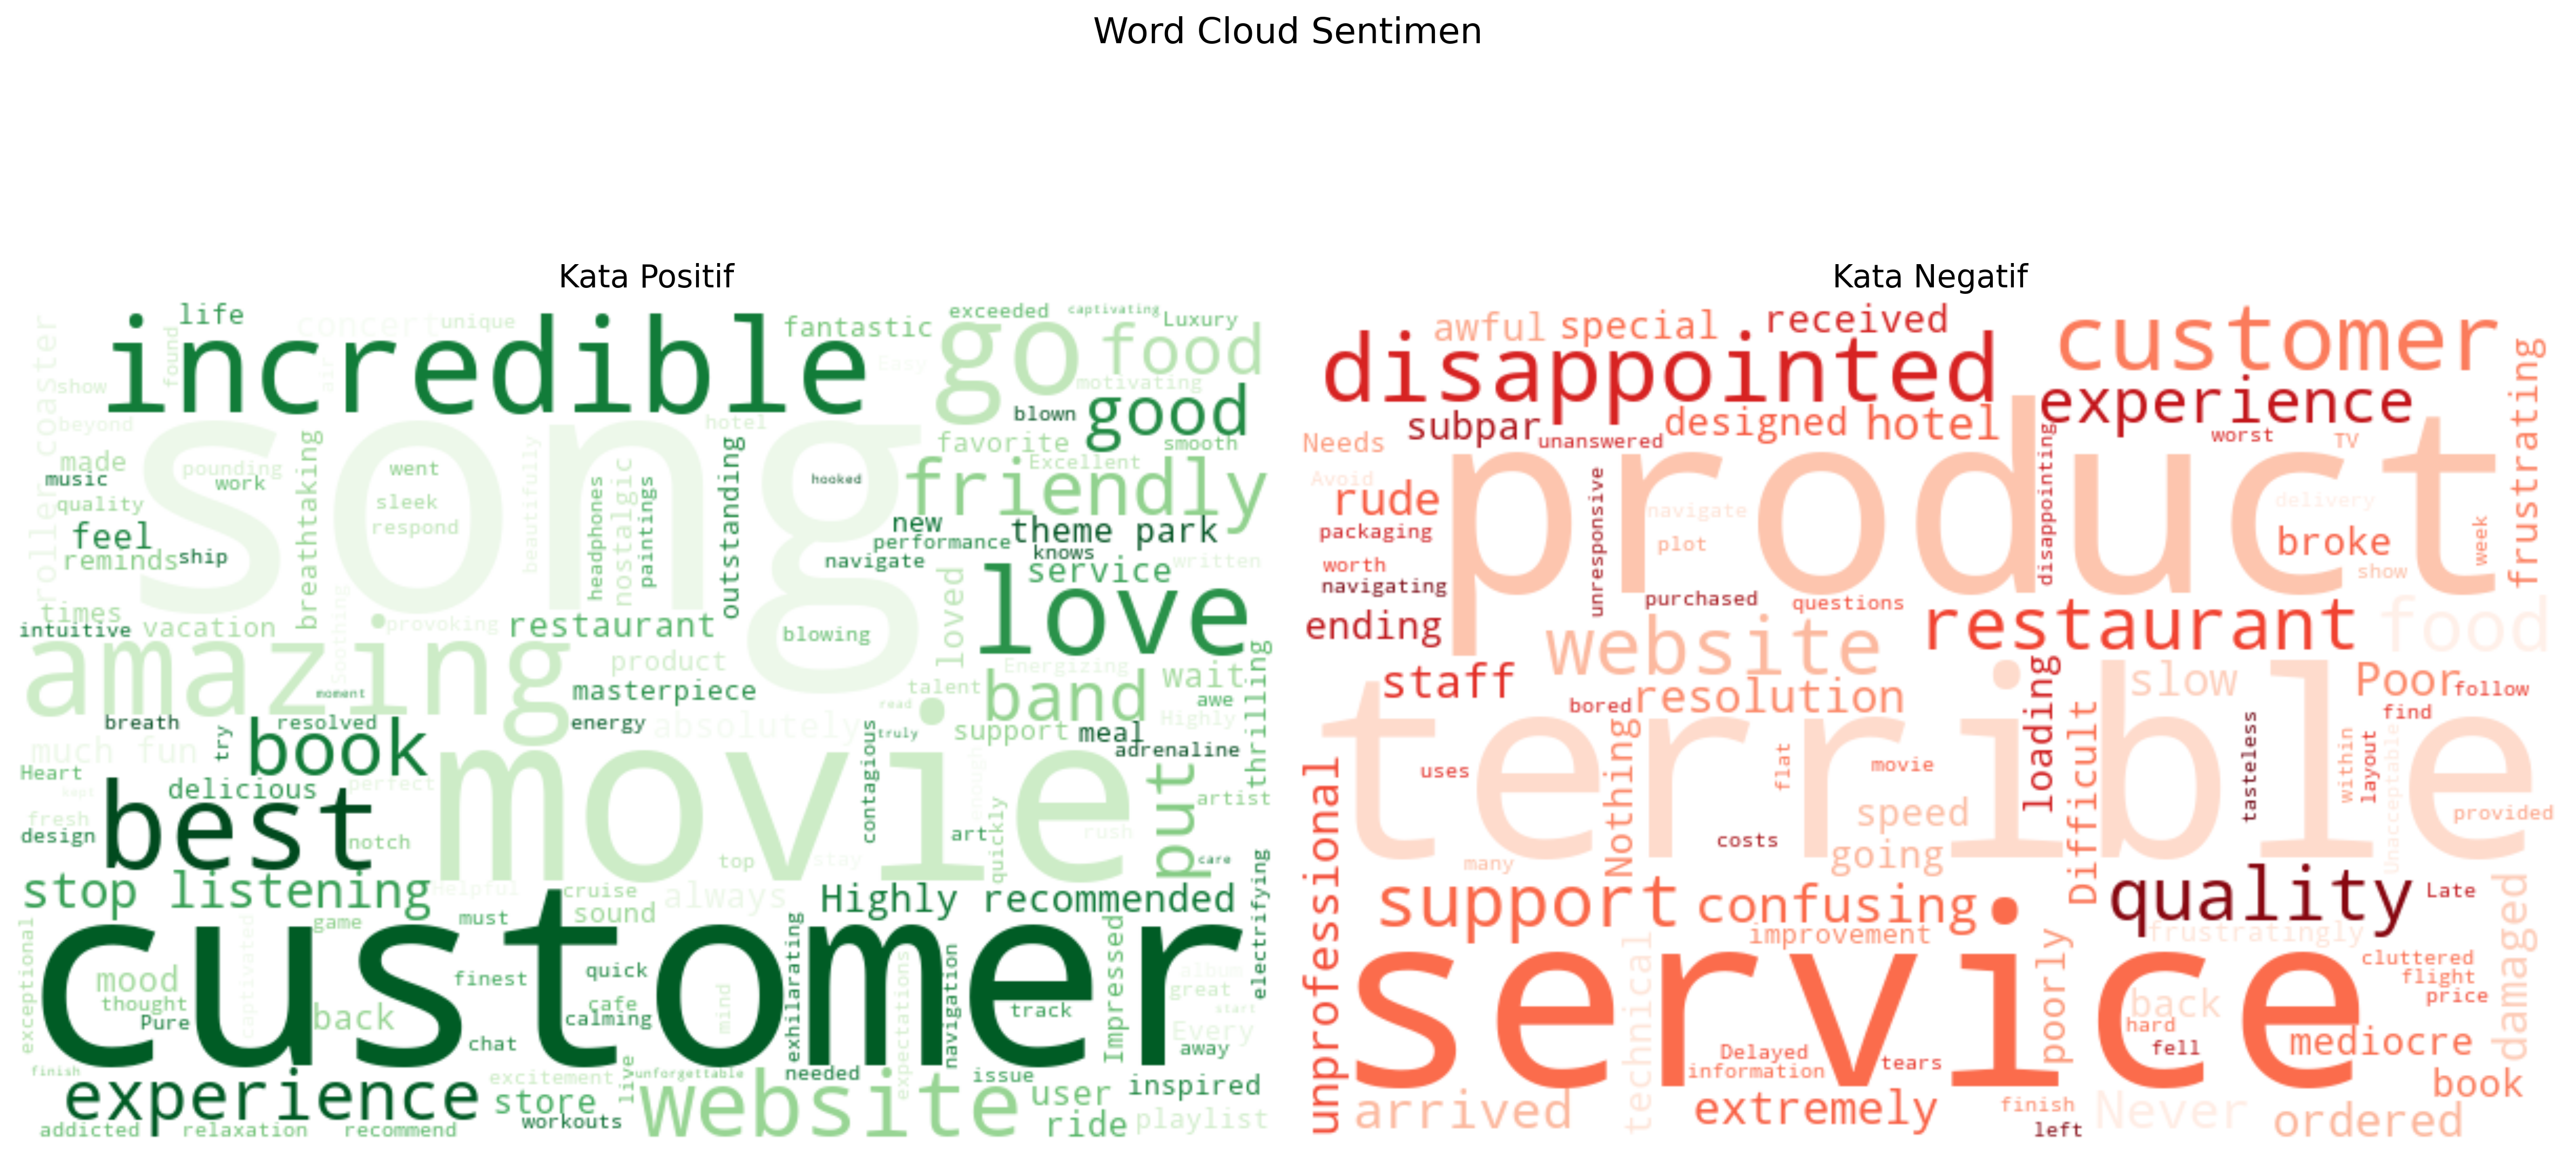 Word Cloud Sentimen
Kata Positif
life
concert
unique
incredible
fantastic
exceeded
captivating
Luxury
go
food
found
air
Easy
show
motivating
roller coaster
beyond
hotel
blown
good
song
favorite
smooth
made
pounding
went
Excellent
music
work
hooked
friendly
quality
sleek
breathtaking
beautifully
headphones
nostalgic
paintings
outstanding
respond
feel
new
theme park
performance
knows
reminds
ship
navigate
written
service
love
times
Soothing
intuitive
vacation
provoking
restaurant
blowing
loved
amazing
product
Energizing
wait
thrilling
moment
masterpiece
talent
band
awe
read
breath
resolved
energy
absolutely
truly
support
meal
Highly
adrenaline
much fun
try
book
movie
Heart
delicious
perfect
contagious
enough
put
artist
kept
best
fresh
design
notch
art
quickly
rush
top
stay
care
stop listening
Helpful
cruise
always
Highly recommended
sound
game
must
customer
exceptional
captivated
mood
finest
quick
exhilarating
expectations
navigation
Impressed
album
electrifying
great
thought
cafe
mind
track
start
Pure
back
calming
Every
chat
away
finish
experience
excitement
live
unforgettable
needed
issue
user
inspired
store
website
workouts
ride
playlist
addicted
relaxation
recommend
Kata Negatif
awful
special
received
customer
disappointed
experience
frustrating
subpar
unanswered
designed
hotel
worst
TV
Needs
product
disappointing
Avoid
rude
unresponsive
navigate
delivery
packaging
plot
broke
week
worth
show
navigating
purchased
questions
ending
website
restaurant
food
staff
resolution
loading
slow
Poor
follow
bored
find
terrible
Nothing
Difficult
tasteless
within
layout
Unacceptable
uses
flat
movie
unprofessional
speed
provided
costs
many
going
support
confusing
quality
Late
improvement
frustratingly
damaged
service
technical
poorly
cluttered
flight
back
price
hard
Delayed
fell
mediocre
information
tears
book
arrived
extremely
finish
Never
ordered
left